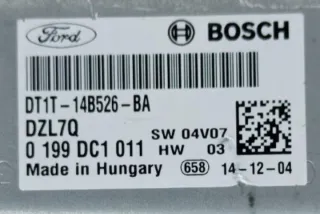 Ford BOSCH
DT1T-14B526-BA
DZL7Q SW 04V07
0 199 DC1 011 HW 03
Made in Hungary 658 14-12-04